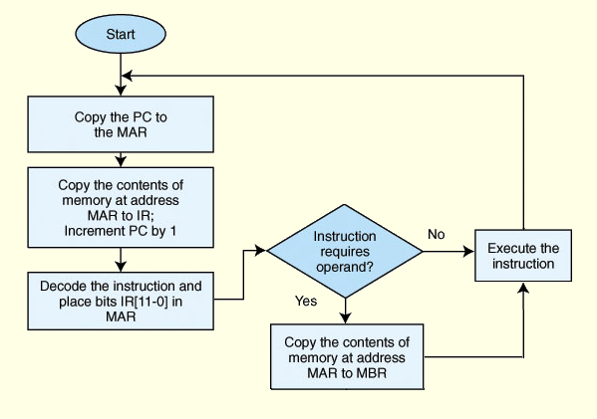 Start
Copy the PC to
the MAR
Copy the contents of
memory at address
MAR to IR;
Increment PC by 1
Decode the instruction and
place bits IR[11-0] in
MAR
Instruction
requires
operand?
No
Execute the
instruction
Yes
Copy the contents of
memory at address
MAR to MBR